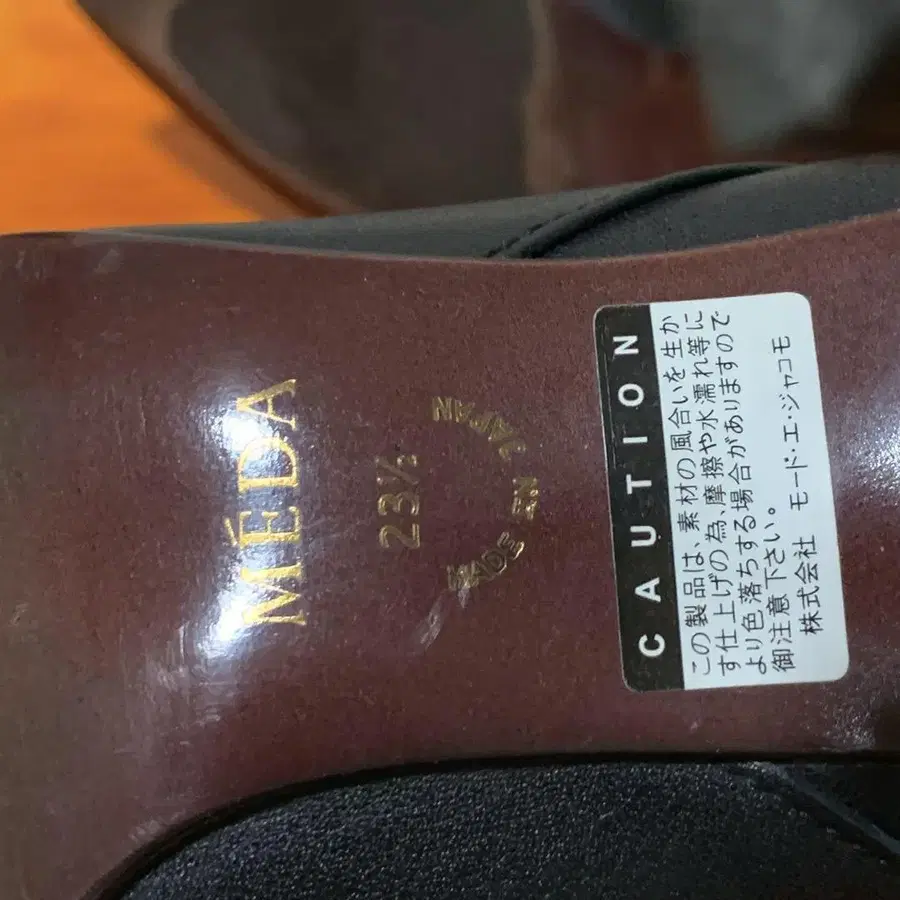 MÉDA
23½
MADE IN JAPAN
CAUTION
この製品は、素材の風合いを生か
す仕上げの為、摩擦や水濡れ等に
より色落ちする場合がありますので
御注意下さい。
株式会社 モード・エ・ジャコモ